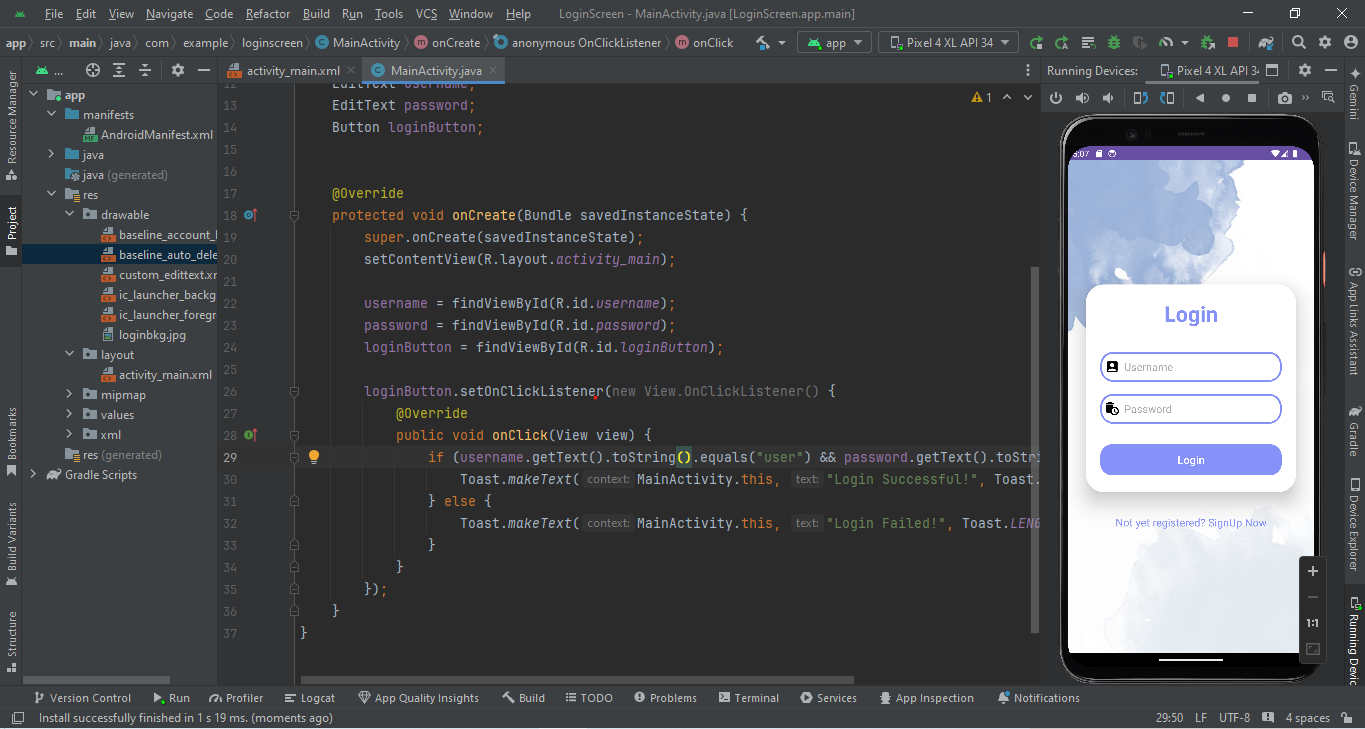 File Edit View Navigate Code Refactor Build Run Tools VCS Window Help LoginScreen - MainActivity.java [LoginScreen.app.main]
app src main java com example loginscreen MainActivity onCreate anonymous OnClickListener onClick app Pixel 4 XL API 34
... activity_main.xml MainActivity.java Running Devices: Pixel 4 XL API 34
Resource Manager
Project
Bookmarks
Build Variants
Structure
app
manifests
AndroidManifest.xml
java
java (generated)
res
drawable
baseline_account_
baseline_auto_dele
custom_edittext.x
ic_launcher_backg
ic_launcher_foregr
loginbkg.jpg
layout
activity_main.xml
mipmap
values
xml
res (generated)
Gradle Scripts
1
12 EditText username;
13 EditText password;
14 Button loginButton;
15
16
17 @Override
18 protected void onCreate(Bundle savedInstanceState) {
19 super.onCreate(savedInstanceState);
20 setContentView(R.layout.activity_main);
21
22 username = findViewById(R.id.username);
23 password = findViewById(R.id.password);
24 loginButton = findViewById(R.id.loginButton);
25
26 loginButton.setOnClickListener(new View.OnClickListener() {
27 @Override
28 public void onClick(View view) {
29 if (username.getText().toString().equals("user") && password.getText().toStri
30 Toast.makeText( context: MainActivity.this, text: "Login Successful!", Toast.
31 } else {
32 Toast.makeText( context: MainActivity.this, text: "Login Failed!", Toast.LENG
33 }
34 }
35 });
36 }
37 }
:07
Login
Username
Password
Login
Not yet registered? SignUp Now
1:1
Gemini
Device Manager
App Links Assistant
Gradle
Device Explorer
Running Devic
Version Control Run Profiler Logcat App Quality Insights Build TODO Problems Terminal Services App Inspection Notifications
Install successfully finished in 1 s 19 ms. (moments ago) 29:50 LF UTF-8 4 spaces